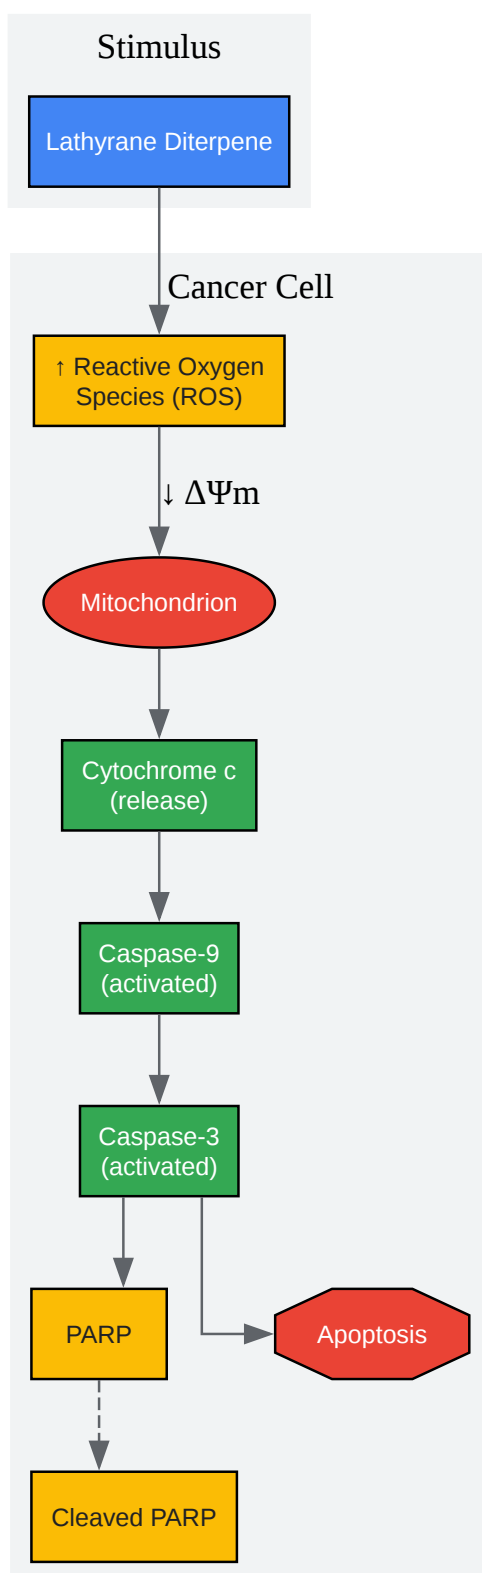 Stimulus
Lathyrane Diterpene
Cancer Cell
↑ Reactive Oxygen
Species (ROS)
↓ ΔΨm
Mitochondrion
Cytochrome c
(release)
Caspase-9
(activated)
Caspase-3
(activated)
PARP
Apoptosis
Cleaved PARP